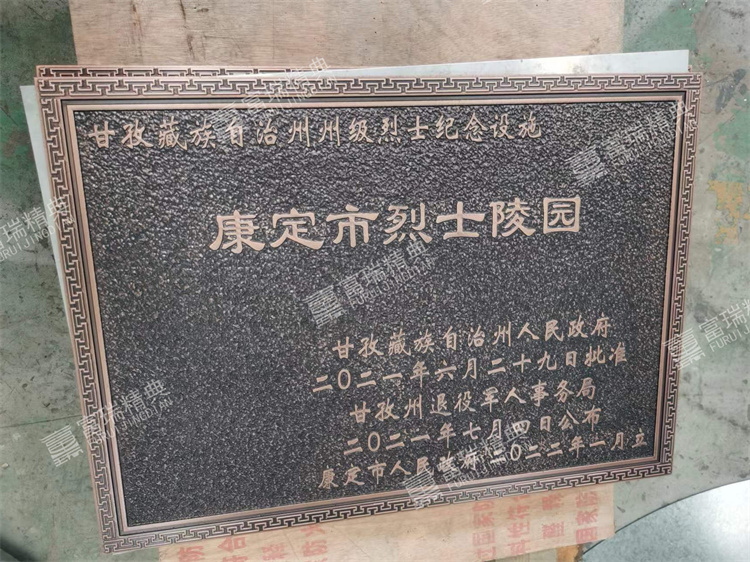 甘孜藏族自治州州级烈士纪念设施
康定市烈士陵园
甘孜藏族自治州人民政府
二〇二一年六月二十九日批准
甘孜州退役军人事务局
二〇二一年七月四日公布
康定市人民政府 二〇二二年一月立
富瑞精典